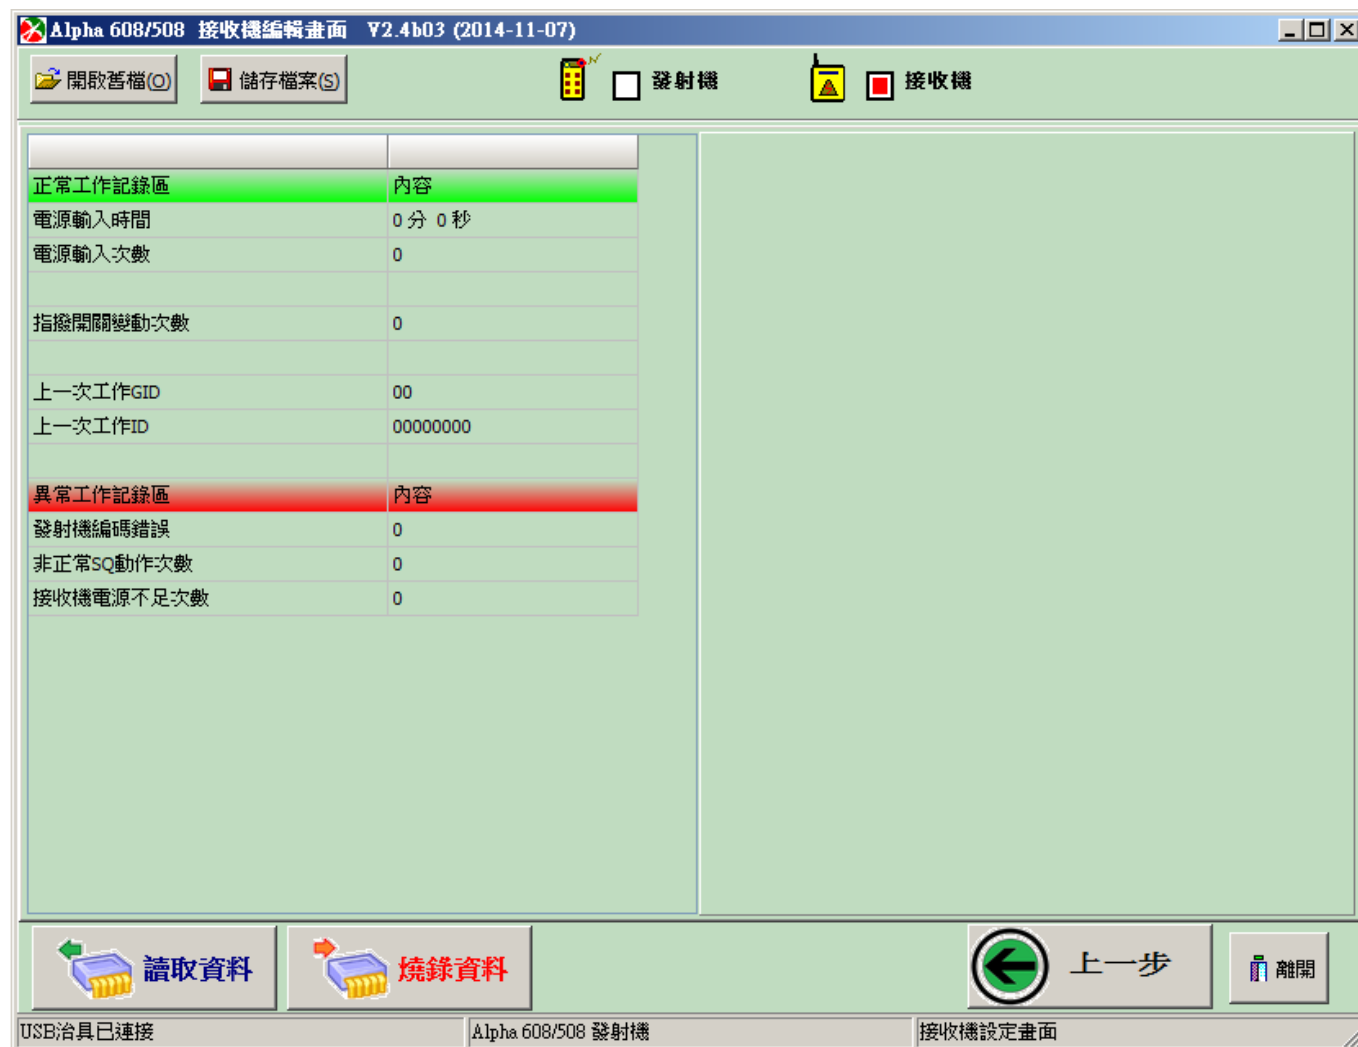 Alpha 608/508 接收機編輯畫面 V2.4b03 (2014-11-07)
開啟舊檔(O) 儲存檔案(S) 發射機 接收機
正常工作記錄區 內容
電源輸入時間 0 分 0 秒
電源輸入次數 0
指撥開關變動次數 0
上一次工作GID 00
上一次工作ID 00000000
異常工作記錄區 內容
發射機編碼錯誤 0
非正常SQ動作次數 0
接收機電源不足次數 0
讀取資料 燒錄資料 上一步 離開
USB治具已連接 Alpha 608/508 發射機 接收機設定畫面